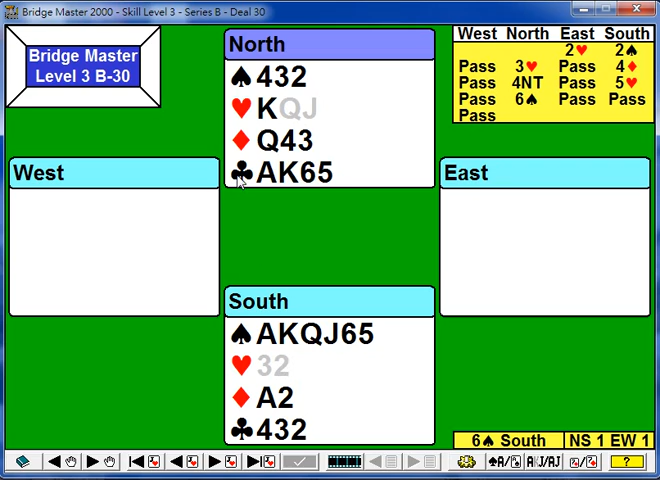 Bridge Master 2000 - Skill Level 3 - Series B - Deal 30
Bridge Master
Level 3 B-30
North
♠ 432
♥ KQJ
♦ Q43
♣ AK65
West North East South
2♥ 2♠
Pass 3♥ Pass 4♦
Pass 4NT Pass 5♥
Pass 6♠ Pass Pass
Pass
West
East
South
♠ AKQJ65
♥ 32
♦ A2
♣ 432
6♠ South NS 1 EW 1
♠A/? AKJ/AJ ?/? ?